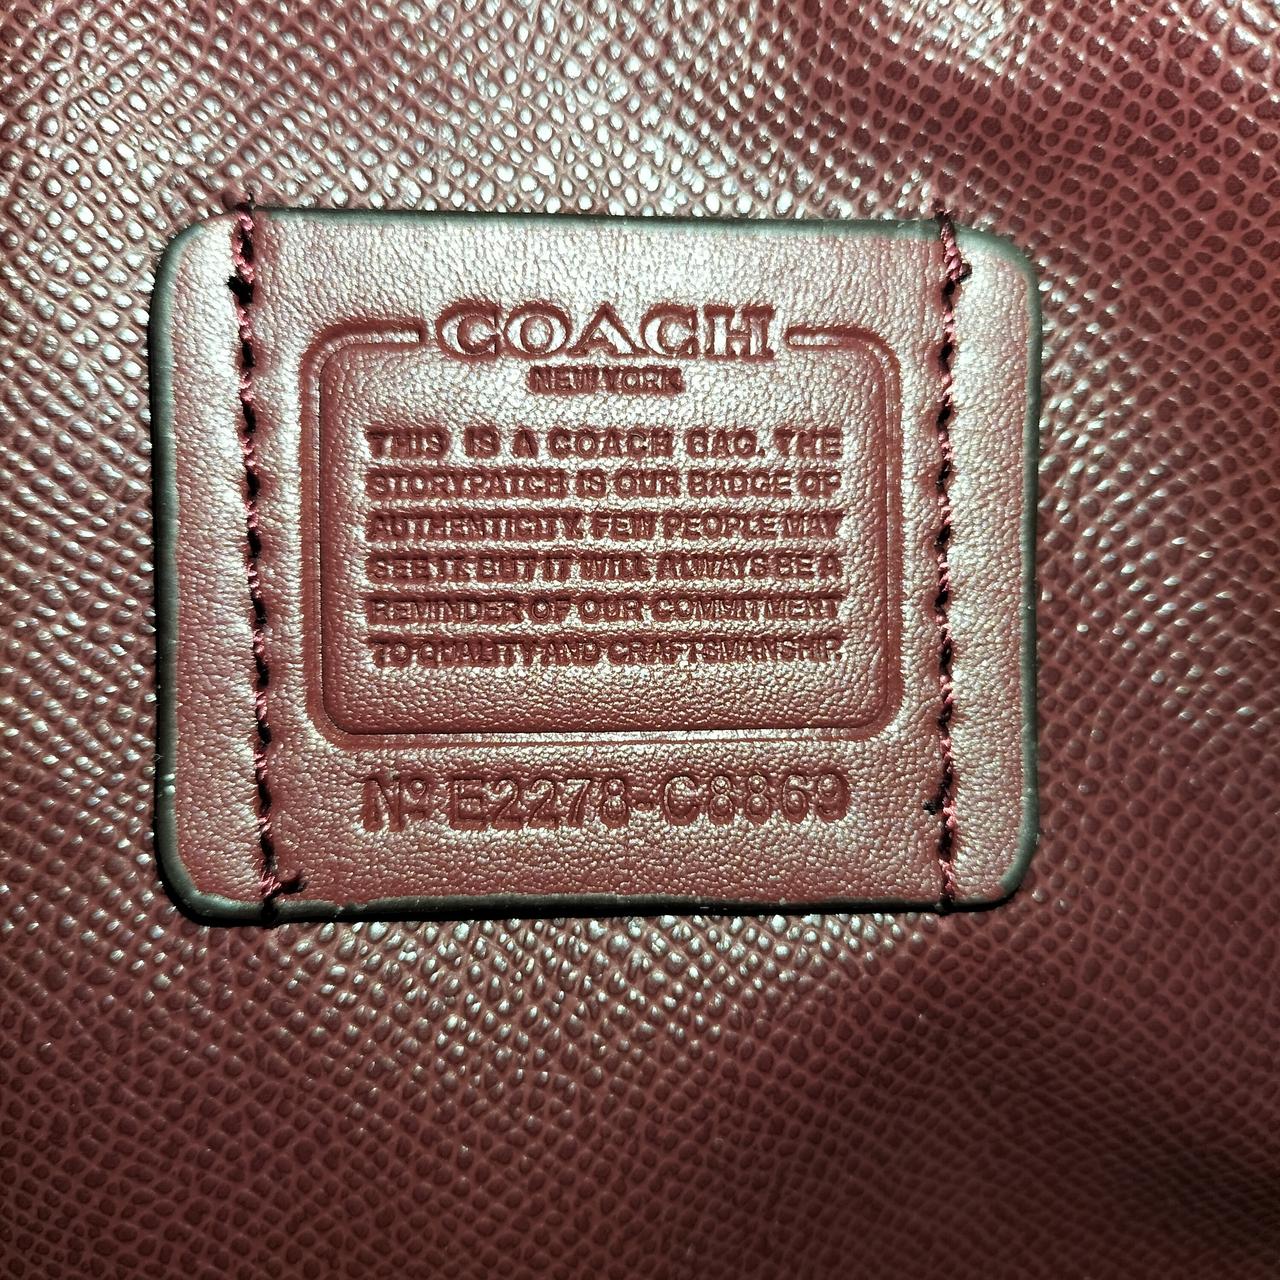 COACH
NEW YORK
THIS IS A COACH BAG. THE
STORYPATCH IS OUR BADGE OF
AUTHENTICITY. FEW PEOPLE MAY
SEE IT. BUT IT WILL ALWAYS BE A
REMINDER OF OUR COMMITMENT
TO QUALITY AND CRAFTSMANSHIP.
Nº E2278-C8869